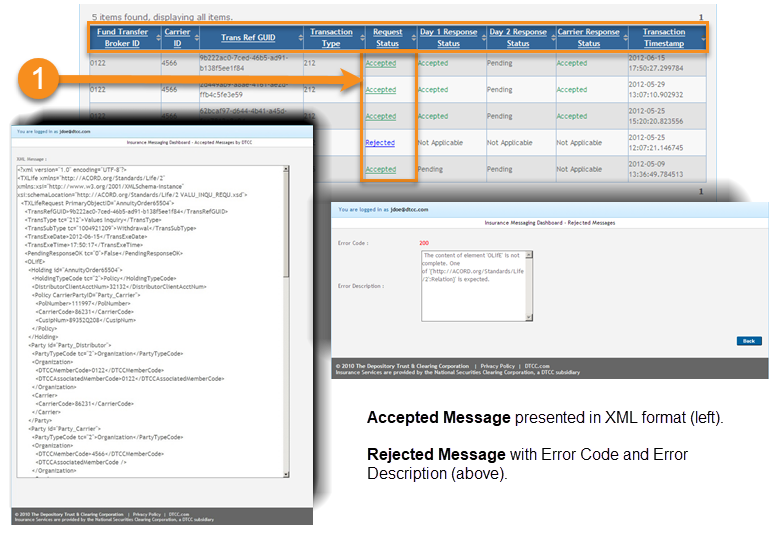 5 items found, displaying all items.
1
Fund Transfer Broker ID
Carrier ID
Trans Ref GUID
Transaction Type
Request Status
Day 1 Response Status
Day 2 Response Status
Carrier Response Status
Transaction Timestamp
0122 4566 9b222ac0-7ced-46b5-ad91-b138f5ee1f84 212 Accepted Accepted Pending Accepted 2012-06-15 17:50:27.299784
0122 4566 ffb4c5fe3e59 212 Accepted Accepted Pending Accepted 2012-05-29 13:07:10.902932
62bcaf97-d644-4b41-a45d- Accepted Accepted Pending Accepted 2012-05-25 15:20:20.823556
Rejected Not Applicable Not Applicable Not Applicable 2012-05-25 12:07:21.146745
Accepted Pending Pending Accepted 2012-05-09 13:36:49.784513
1
1
You are logged in as jdoe@dtcc.com
Insurance Messaging Dashboard - Accepted Messages by DTCC
XML Message :
<?xml version="1.0" encoding="UTF-8"?>
<TXLife xmlns="http://ACORD.org/Standards/Life/2"
xmlns:xsi="http://www.w3.org/2001/XMLSchema-instance"
xsi:schemaLocation="http://ACORD.org/Standards/Life/2 VALU_INQU_REQU.xsd">
<TXLifeRequest PrimaryObjectID="AnnuityOrder65504">
<TransRefGUID>9b222ac0-7ced-46b5-ad91-b138f5ee1f84</TransRefGUID>
<TransType tc="212">Values Inquiry</TransType>
<TransSubType tc="1004921209">Withdrawal</TransSubType>
<TransExeDate>2012-06-15</TransExeDate>
<TransExeTime>17:50:17</TransExeTime>
<PendingResponseOK tc="0">False</PendingResponseOK>
<OLifE>
<Holding id="AnnuityOrder65504">
<HoldingTypeCode tc="2">Policy</HoldingTypeCode>
<DistributorClientAcctNum>32132</DistributorClientAcctNum>
<Policy CarrierPartyID="Party_Carrier">
<PolNumber>111997</PolNumber>
<CarrierCode>86231</CarrierCode>
<CusipNum>89352Q208</CusipNum>
</Policy>
</Holding>
<Party id="Party_Distributor">
<PartyTypeCode tc="2">Organization</PartyTypeCode>
<Organization>
<DTCCMemberCode>0122</DTCCMemberCode>
<DTCCAssociatedMemberCode>0122</DTCCAssociatedMemberCode>
</Organization>
<Carrier>
<CarrierCode>86231</CarrierCode>
</Carrier>
</Party>
<Party id="Party_Carrier">
<PartyTypeCode tc="2">Organization</PartyTypeCode>
<Organization>
<DTCCMemberCode>4566</DTCCMemberCode>
<DTCCAssociatedMemberCode />
</Organization>
© 2010 The Depository Trust & Clearing Corporation | Privacy Policy | DTCC.com
Insurance Services are provided by the National Securities Clearing Corporation, a DTCC subsidiary
You are logged in as jdoe@dtcc.com
Insurance Messaging Dashboard - Rejected Messages
Error Code : 200
Error Description :
The content of element 'OLifE' is not
complete. One
of '{"http://ACORD.org/Standards/Life
/2":Relation}' is expected.
Back
© 2010 The Depository Trust & Clearing Corporation | Privacy Policy | DTCC.com
Insurance Services are provided by the National Securities Clearing Corporation, a DTCC subsidiary
Accepted Message presented in XML format (left).
Rejected Message with Error Code and Error
Description (above).